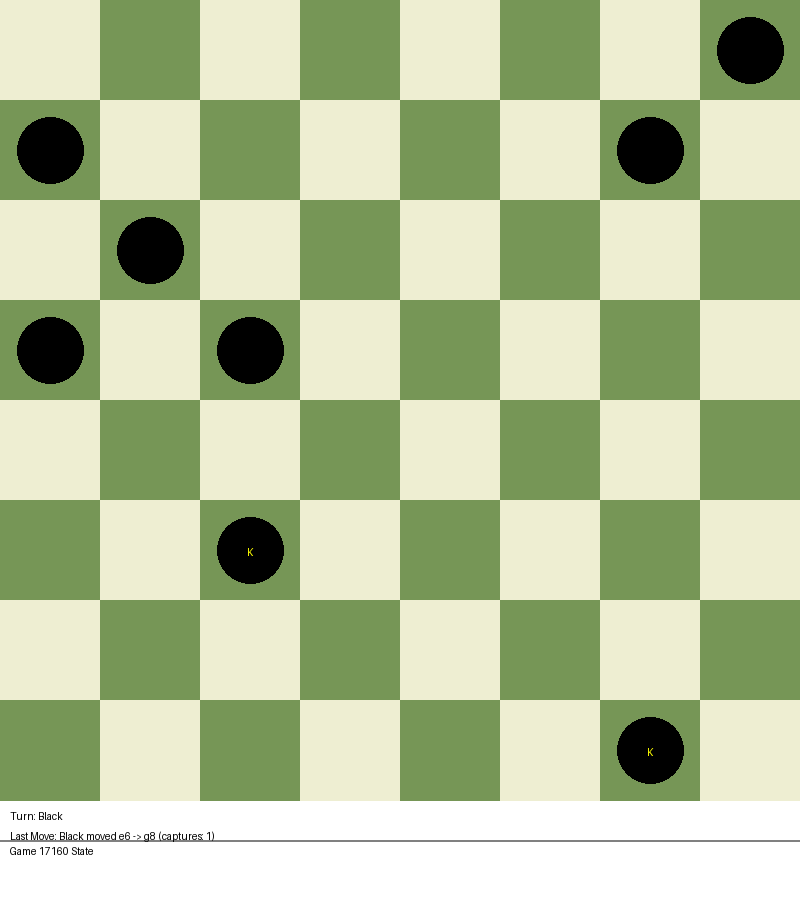 K
K
Turn: Black
Last Move: Black moved e6 -> g8 (captures: 1)
Game 17160 State